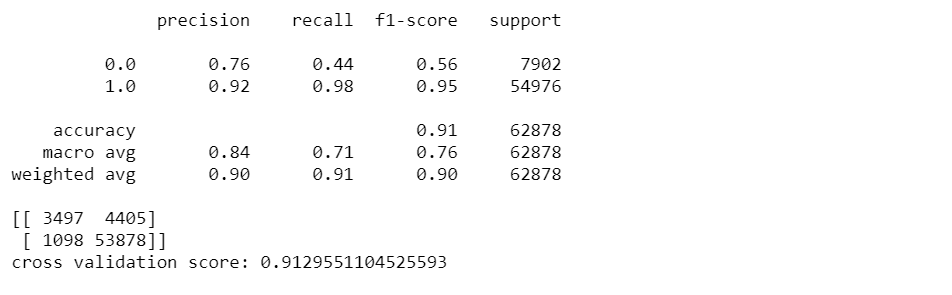 precision recall f1-score support
0.0 0.76 0.44 0.56 7902
1.0 0.92 0.98 0.95 54976
accuracy 0.91 62878
macro avg 0.84 0.71 0.76 62878
weighted avg 0.90 0.91 0.90 62878
[[ 3497 4405]
[ 1098 53878]]
cross validation score: 0.9129551104525593